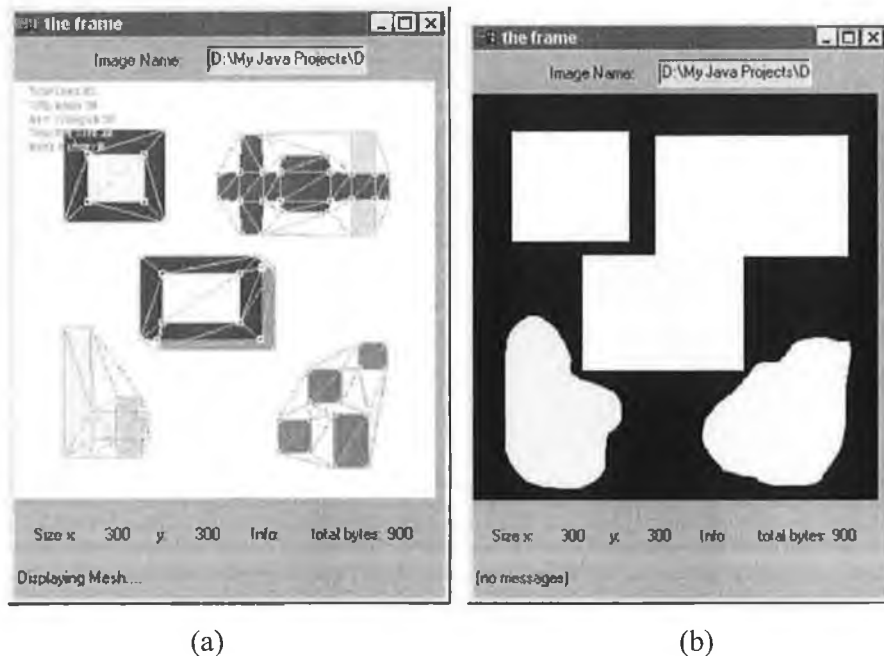 the frame
Image Name: D:\My Java Projects\D
Size x: 300 y: 300 Info: total bytes: 900
Displaying Mesh....
(a)
the frame
Image Name: D:\My Java Projects\D
Size x: 300 y: 300 Info total bytes: 900
(no messages)
(b)